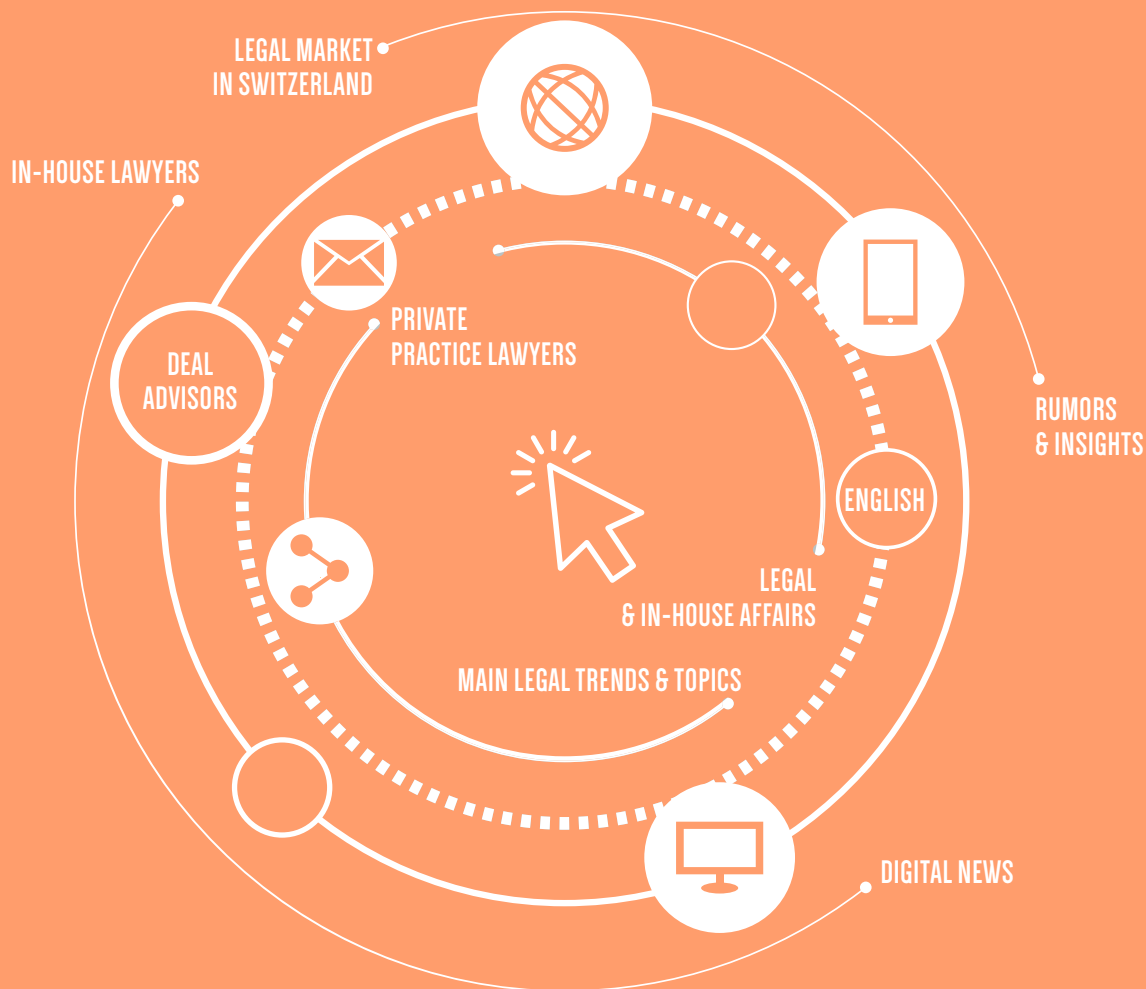 LEGAL MARKET
IN SWITZERLAND
IN-HOUSE LAWYERS
PRIVATE
PRACTICE LAWYERS
DEAL
ADVISORS
RUMORS
& INSIGHTS
ENGLISH
LEGAL
& IN-HOUSE AFFAIRS
MAIN LEGAL TRENDS & TOPICS
DIGITAL NEWS